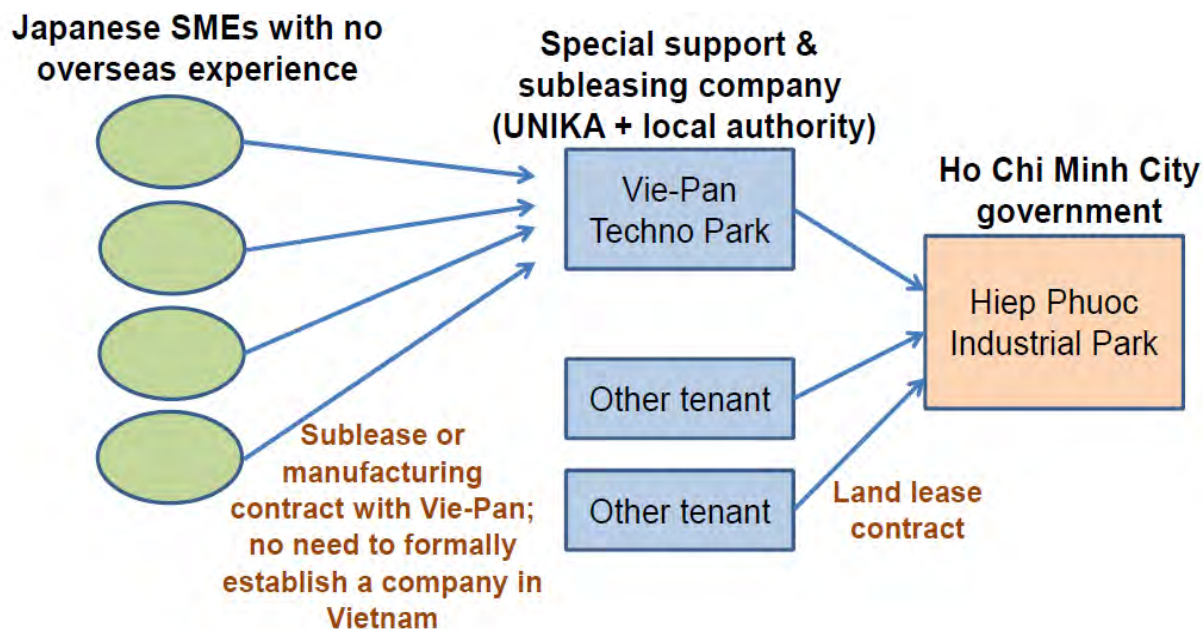 Japanese SMEs with no
overseas experience
Special support &
subleasing company
(UNIKA + local authority)
Vie-Pan
Techno Park
Ho Chi Minh City
government
Hiep Phuoc
Industrial Park
Other tenant
Other tenant
Sublease or
manufacturing
contract with Vie-Pan;
no need to formally
establish a company in
Vietnam
Land lease
contract